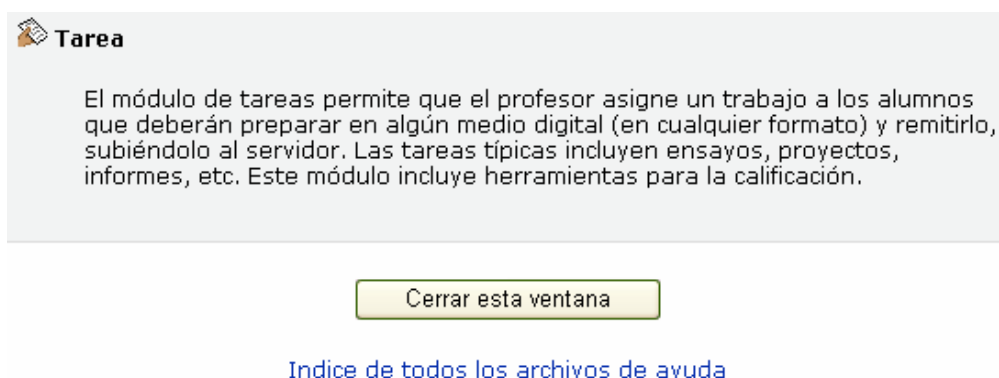 Tarea
El módulo de tareas permite que el profesor asigne un trabajo a los alumnos
que deberán preparar en algún medio digital (en cualquier formato) y remitirlo,
subiéndolo al servidor. Las tareas típicas incluyen ensayos, proyectos,
informes, etc. Este módulo incluye herramientas para la calificación.
Cerrar esta ventana
Indice de todos los archivos de ayuda